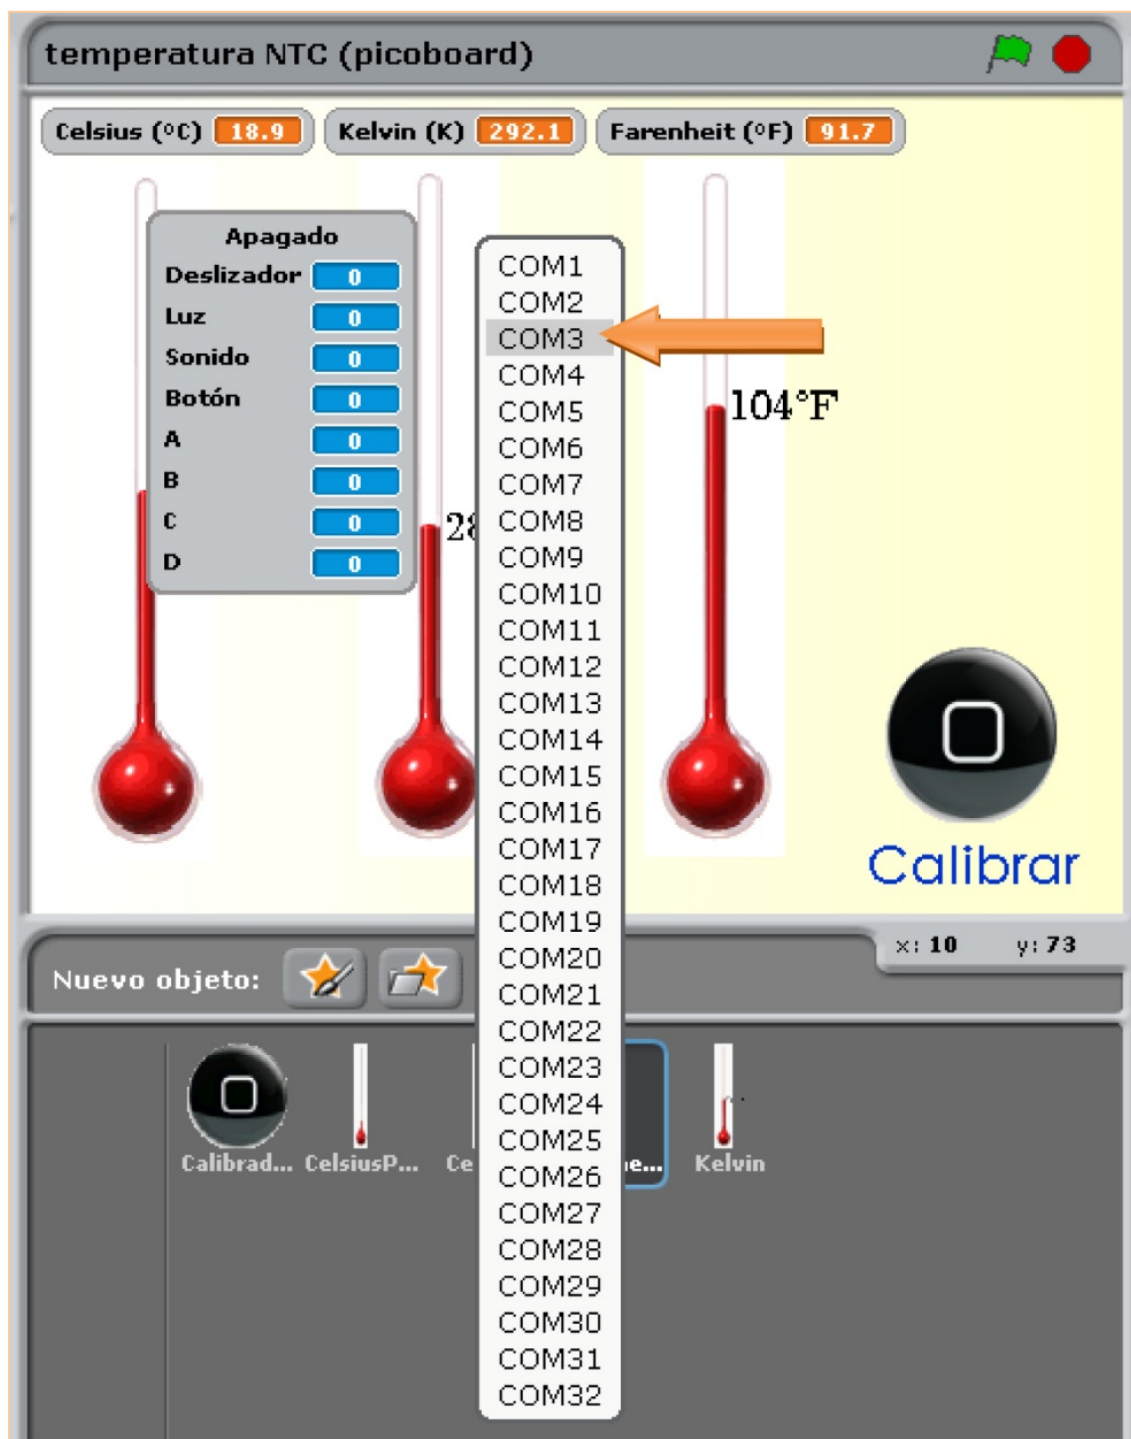 temperatura NTC (picoboard)
Celsius (ºC) 18.9 Kelvin (K) 292.1 Farenheit (ºF) 91.7
Apagado
Deslizador 0
Luz 0
Sonido 0
Botón 0
A 0
B 0
C 0
D 0
COM1
COM2
COM3
COM4
COM5
COM6
COM7
COM8
COM9
COM10
COM11
COM12
COM13
COM14
COM15
COM16
COM17
COM18
COM19
COM20
COM21
COM22
COM23
COM24
COM25
COM26
COM27
COM28
COM29
COM30
COM31
COM32
104°F
Calibrar
x: 10 y: 73
Nuevo objeto:
Calibrad... CelsiusP... Kelvin